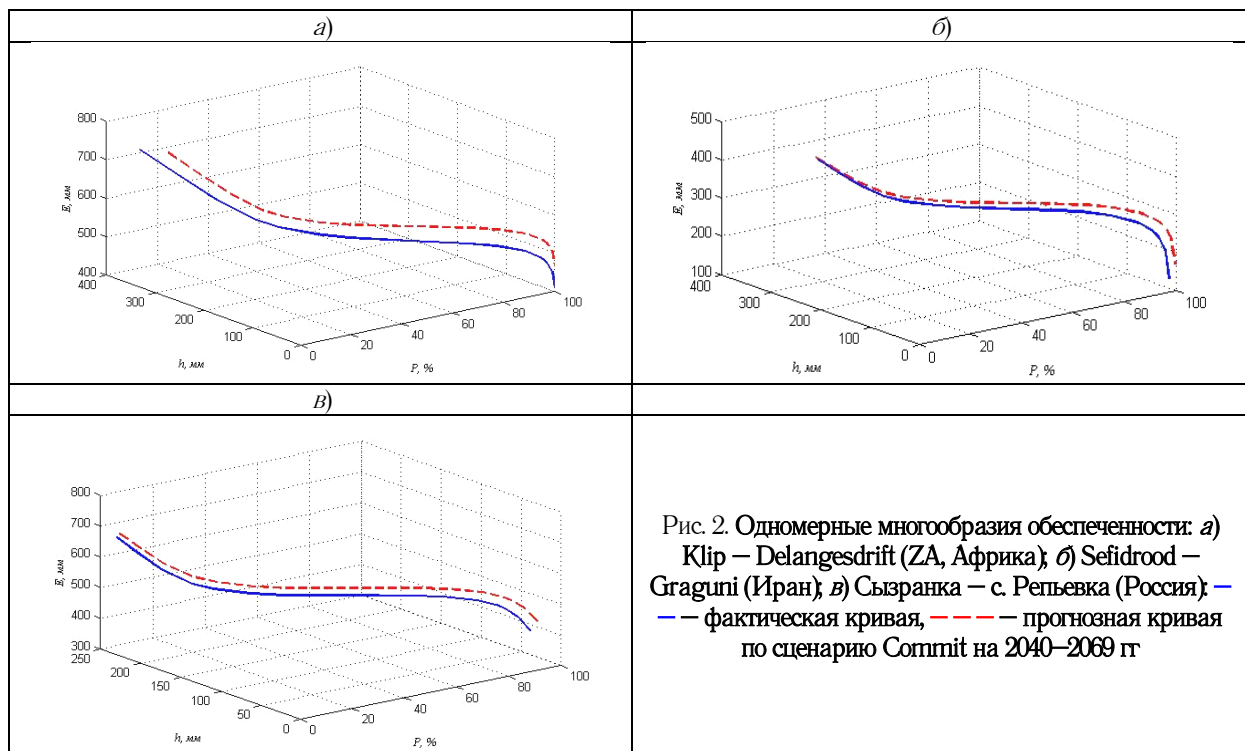 а)
б)
800
700
600
500
400
400
300
200
100
0
0
20
40
60
80
100
E, мм
h, мм
P, %
500
400
300
200
100
400
300
200
100
0
0
20
40
60
80
100
E, мм
h, мм
P, %
в)
800
700
600
500
400
300
250
200
150
100
50
0
0
20
40
60
80
100
E, мм
h, мм
P, %
Рис. 2. Одномерные многообразия обеспеченности: а)
Klip – Delangesdrift (ZA, Африка); б) Sefidrood –
Graguni (Иран); в) Сызранка – с. Репьевка (Россия): –
– – фактическая кривая, – – – – прогнозная кривая
по сценарию Commit на 2040–2069 гг